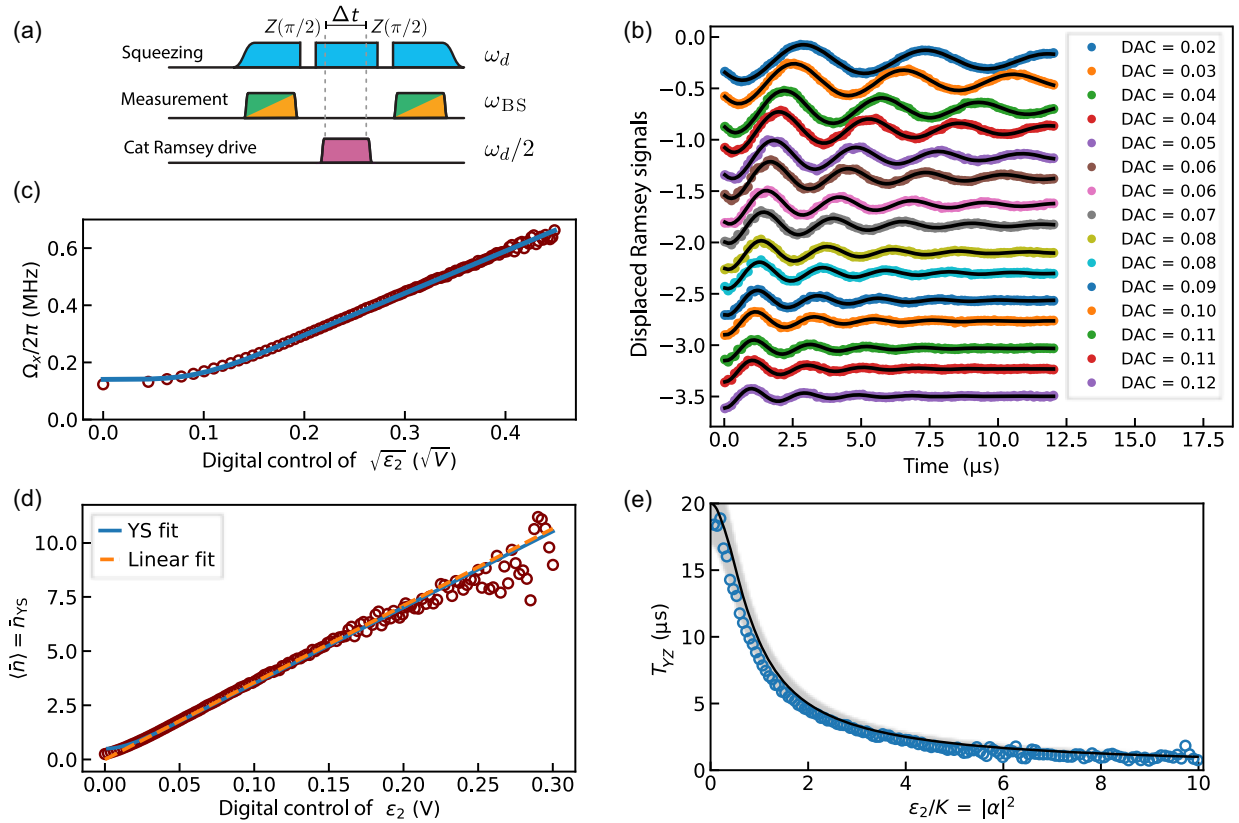 (a)
Z(π/2) Δt Z(π/2)
Squeezing ω_d
Measurement ω_BS
Cat Ramsey drive ω_d/2
(b)
Displaced Ramsey signals
0.0
−0.5
−1.0
−1.5
−2.0
−2.5
−3.0
−3.5
0.0 2.5 5.0 7.5 10.0 12.5 15.0 17.5
Time (μs)
DAC = 0.02
DAC = 0.03
DAC = 0.04
DAC = 0.04
DAC = 0.05
DAC = 0.06
DAC = 0.06
DAC = 0.07
DAC = 0.08
DAC = 0.08
DAC = 0.09
DAC = 0.10
DAC = 0.11
DAC = 0.11
DAC = 0.12
(c)
Ω_x/2π (MHz)
0.6
0.4
0.2
0.0
0.0 0.1 0.2 0.3 0.4
Digital control of √ε₂ (√V)
(d)
⟨n̄⟩ = n̄_YS
YS fit
Linear fit
10.0
7.5
5.0
2.5
0.0
0.00 0.05 0.10 0.15 0.20 0.25 0.30
Digital control of ε₂ (V)
(e)
T_YZ (μs)
20
15
10
5
0
0 2 4 6 8 10
ε₂/K = |α|²